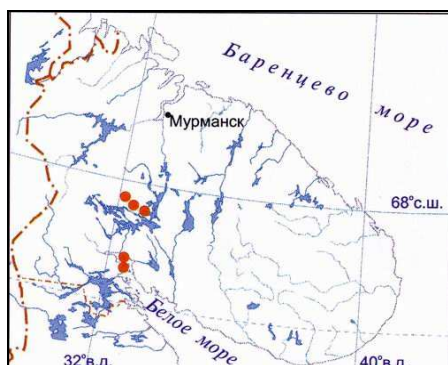 Баренцево море
Мурманск
68°с.ш.
Белое море
32°в.д.
40°в.д.